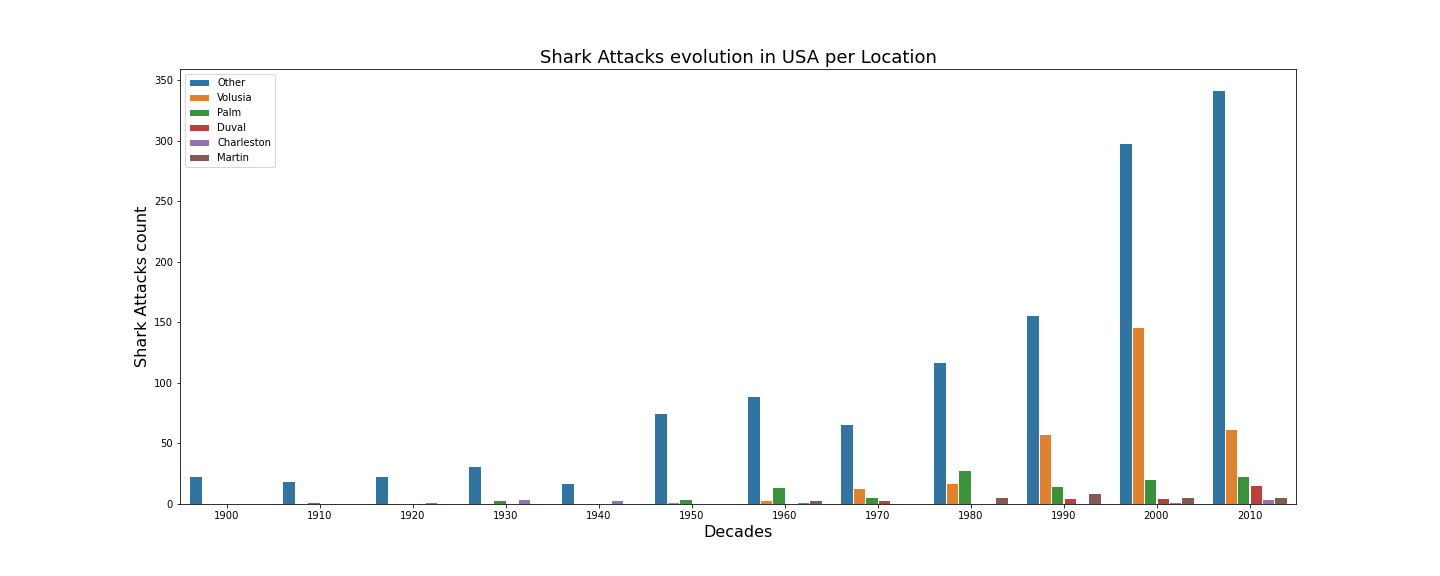 Shark Attacks evolution in USA per Location
Other
Volusia
Palm
Duval
Charleston
Martin
350
300
250
200
150
100
50
0
Shark Attacks count
1900 1910 1920 1930 1940 1950 1960 1970 1980 1990 2000 2010
Decades